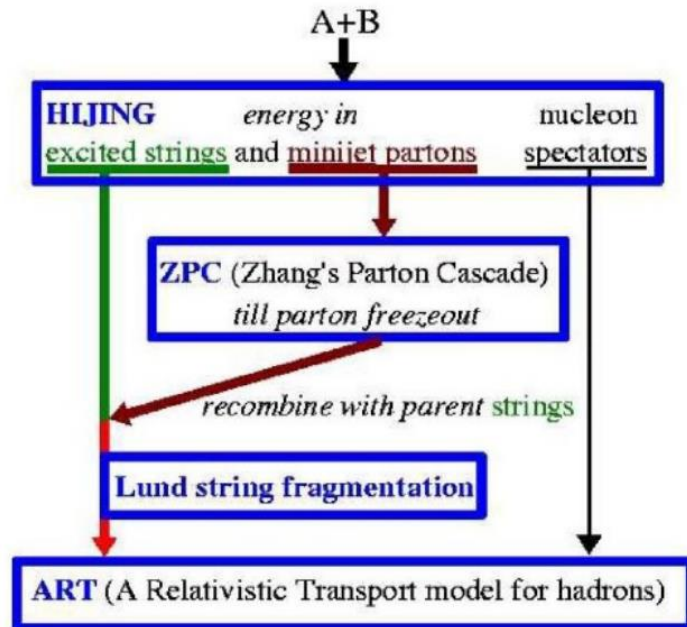 A+B
HIJING energy in nucleon
excited strings and minijet partons spectators
ZPC (Zhang's Parton Cascade)
till parton freezeout
recombine with parent strings
Lund string fragmentation
ART (A Relativistic Transport model for hadrons)